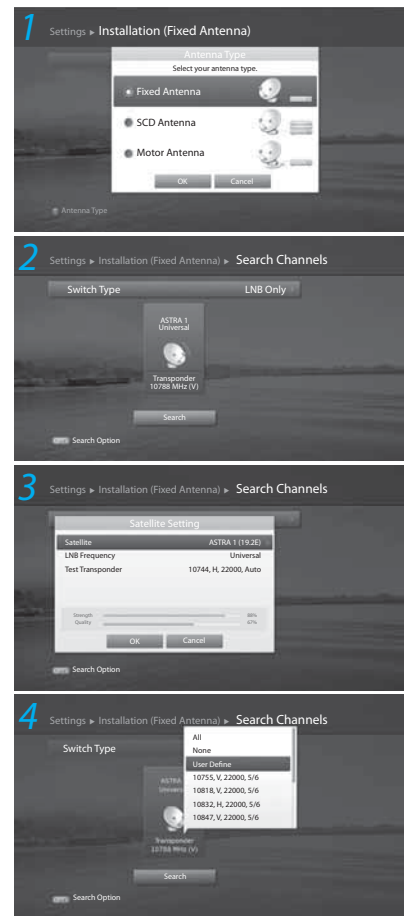 1 Settings ▸ Installation (Fixed Antenna)
Antenna Type
Select your antenna type.
Fixed Antenna
SCD Antenna
Motor Antenna
OK Cancel
Antenna Type
2 Settings ▸ Installation (Fixed Antenna) ▸ Search Channels
Switch Type LNB Only
ASTRA 1
Universal
Transponder
10788 MHz (V)
Search
Search Option
3 Settings ▸ Installation (Fixed Antenna) ▸ Search Channels
Satellite Setting
Satellite ASTRA 1 (19.2E)
LNB Frequency Universal
Test Transponder 10744, H, 22000, Auto
Strength 88%
Quality 67%
OK Cancel
Search Option
4 Settings ▸ Installation (Fixed Antenna) ▸ Search Channels
Switch Type
All
None
User Define
10755, V, 22000, 5/6
10818, V, 22000, 5/6
10832, H, 22000, 5/6
10847, V, 22000, 5/6
ASTRA
Univers
Transponder
10788 MHz (V)
Search
Search Option